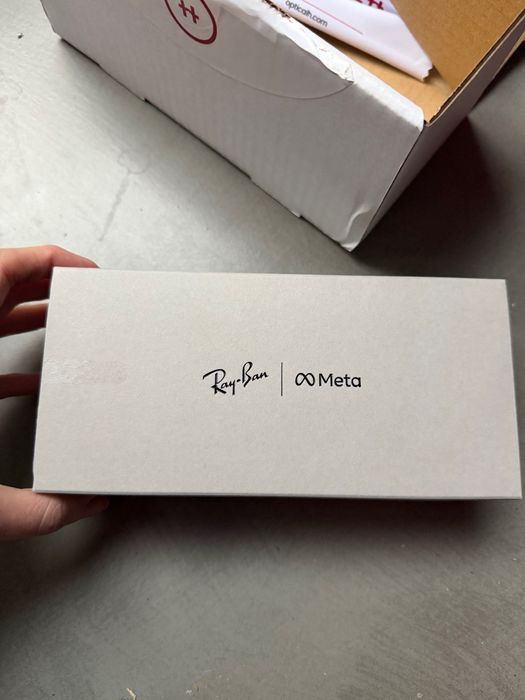 opticalh.com
Ray-Ban | ∞ Meta